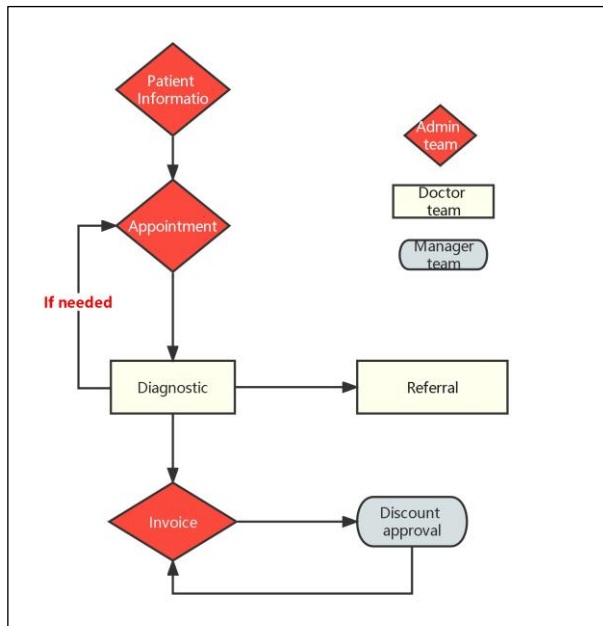 Patient
Informatio
Admin
team
Doctor
team
Appointment
Manager
team
If needed
Diagnostic
Referral
Invoice
Discount
approval